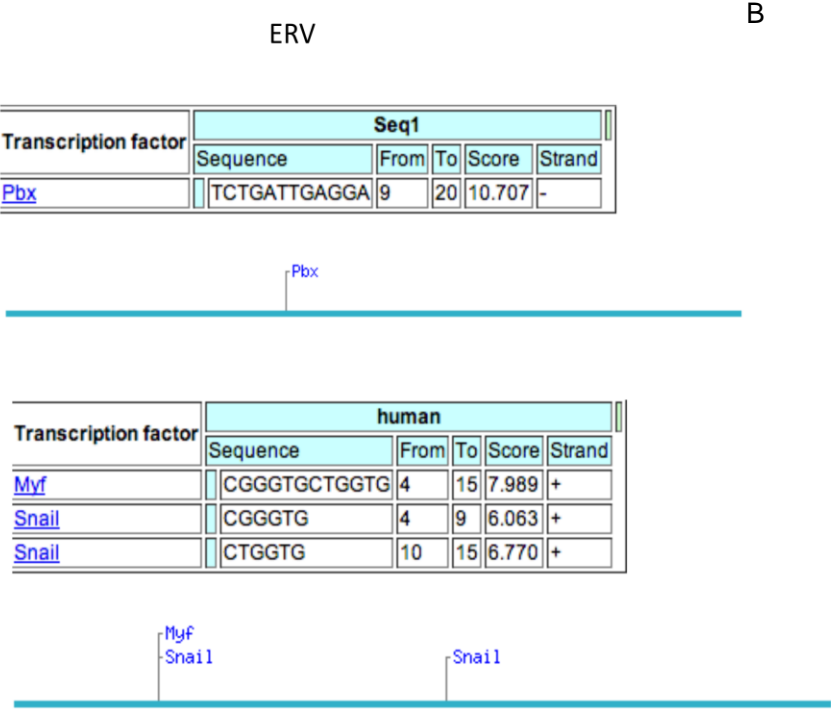 B
ERV
Transcription factor Seq1
Sequence From To Score Strand
Pbx TCTGATTGAGGA 9 20 10.707 -
Pbx
Transcription factor human
Sequence From To Score Strand
Myf CGGGTGCTGGTG 4 15 7.989 +
Snail CGGGTG 4 9 6.063 +
Snail CTGGTG 10 15 6.770 +
Myf
Snail Snail